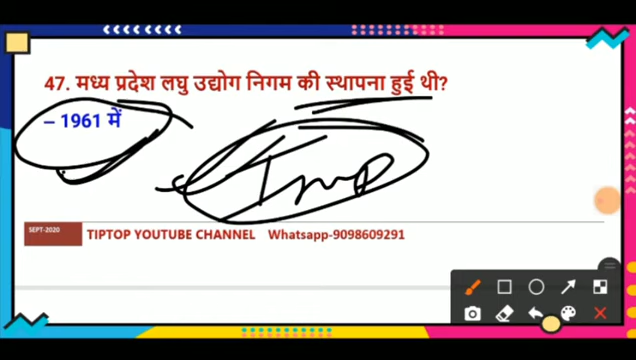 47. मध्य प्रदेश लघु उद्योग निगम की स्थापना हुई थी?
– 1961 में
Imp
SEPT-2020 TIPTOP YOUTUBE CHANNEL Whatsapp-9098609291